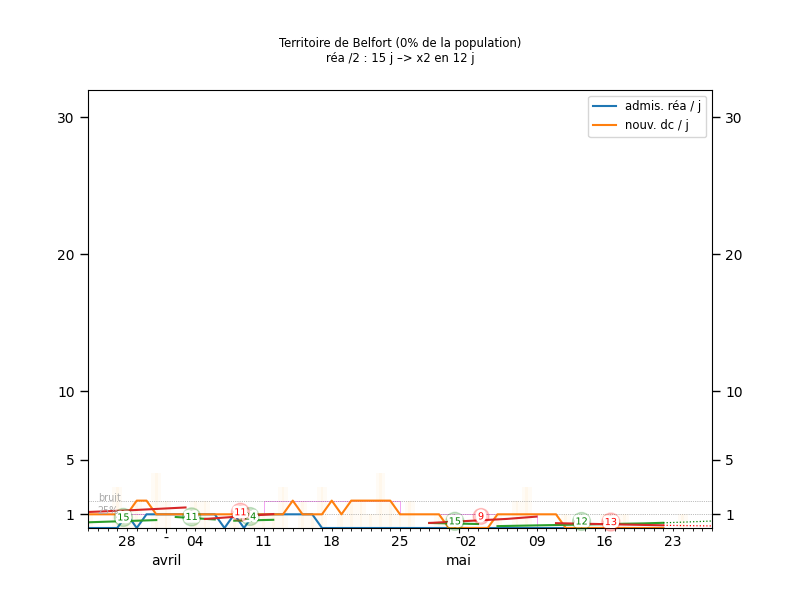 Territoire de Belfort (0% de la population)
réa /2 : 15 j –> x2 en 12 j
admis. réa / j
nouv. dc / j
30 30
20 20
10 10
5 5
bruit
1 15 11 11 15 9 12 13 1
28 04 11 18 25 02 09 16 23
avril mai